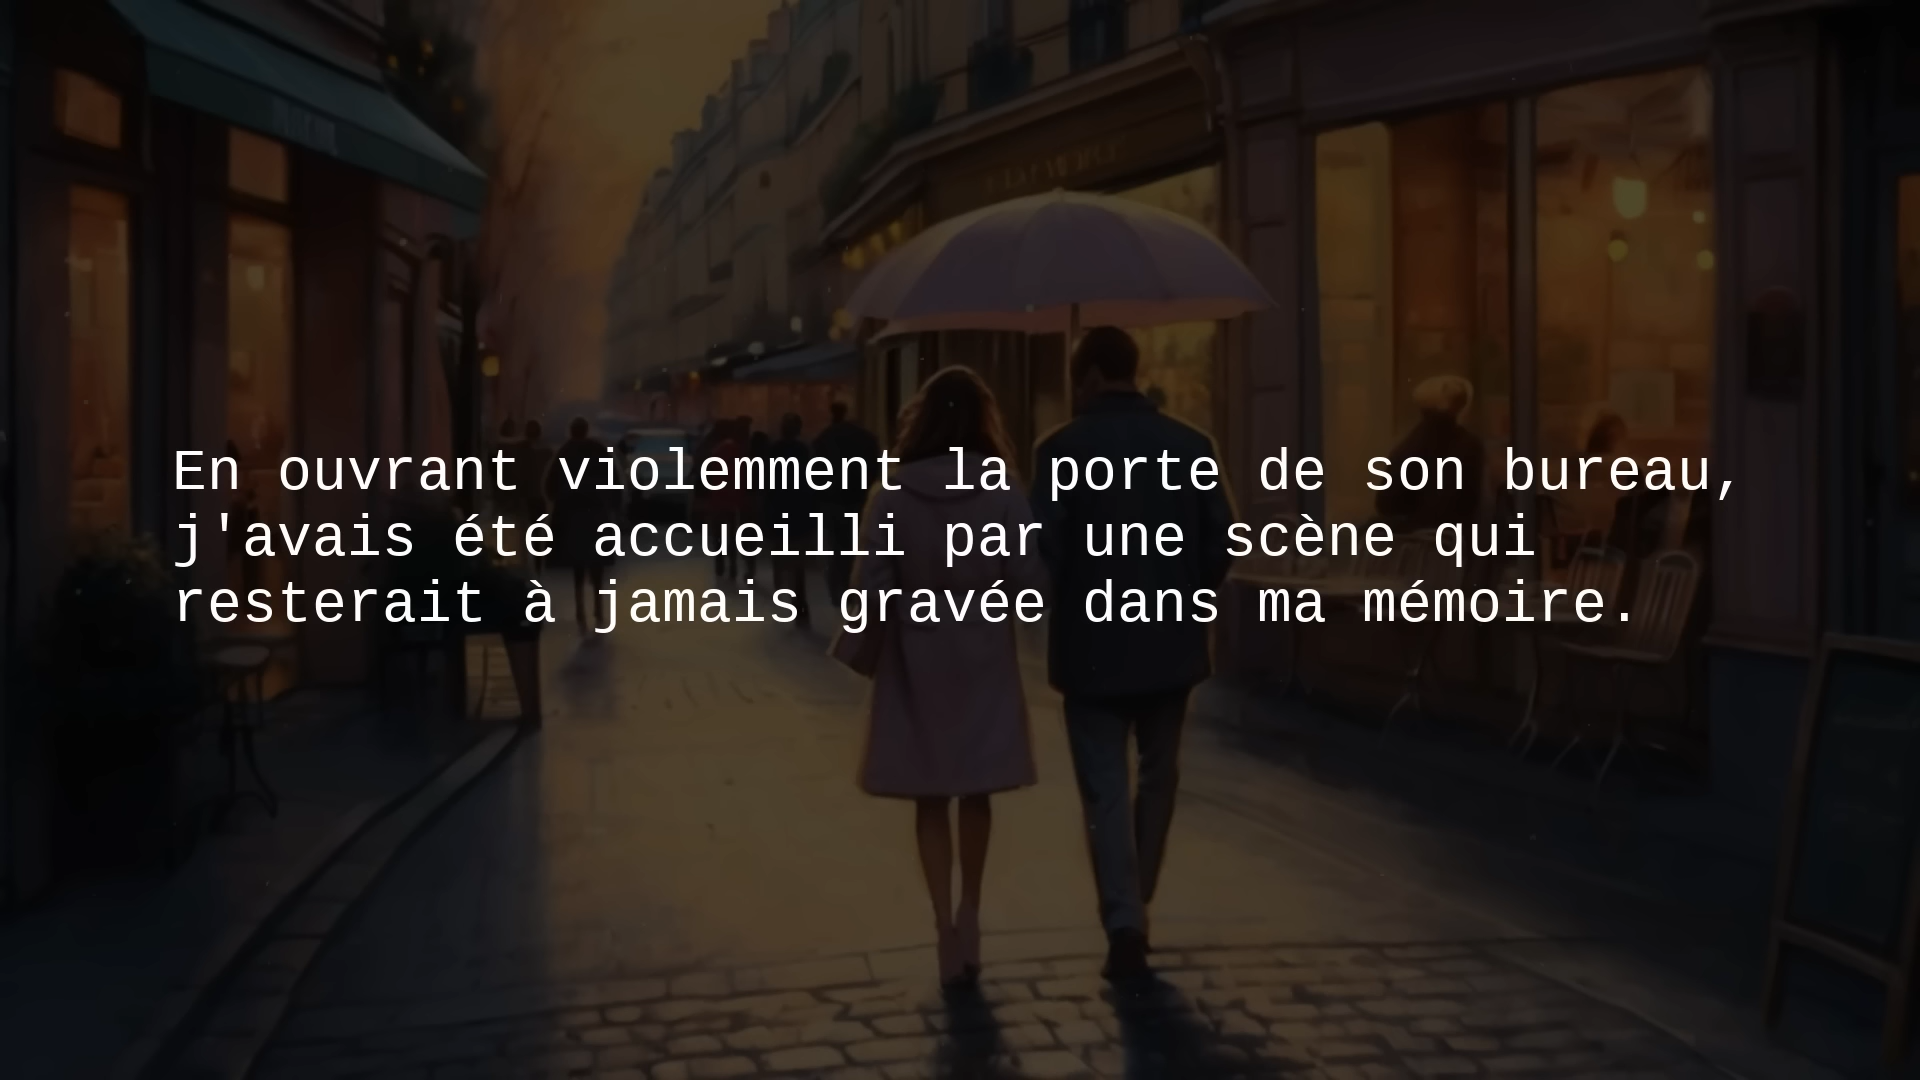 En ouvrant violemment la porte de son bureau,
j'avais été accueilli par une scène qui
resterait à jamais gravée dans ma mémoire.